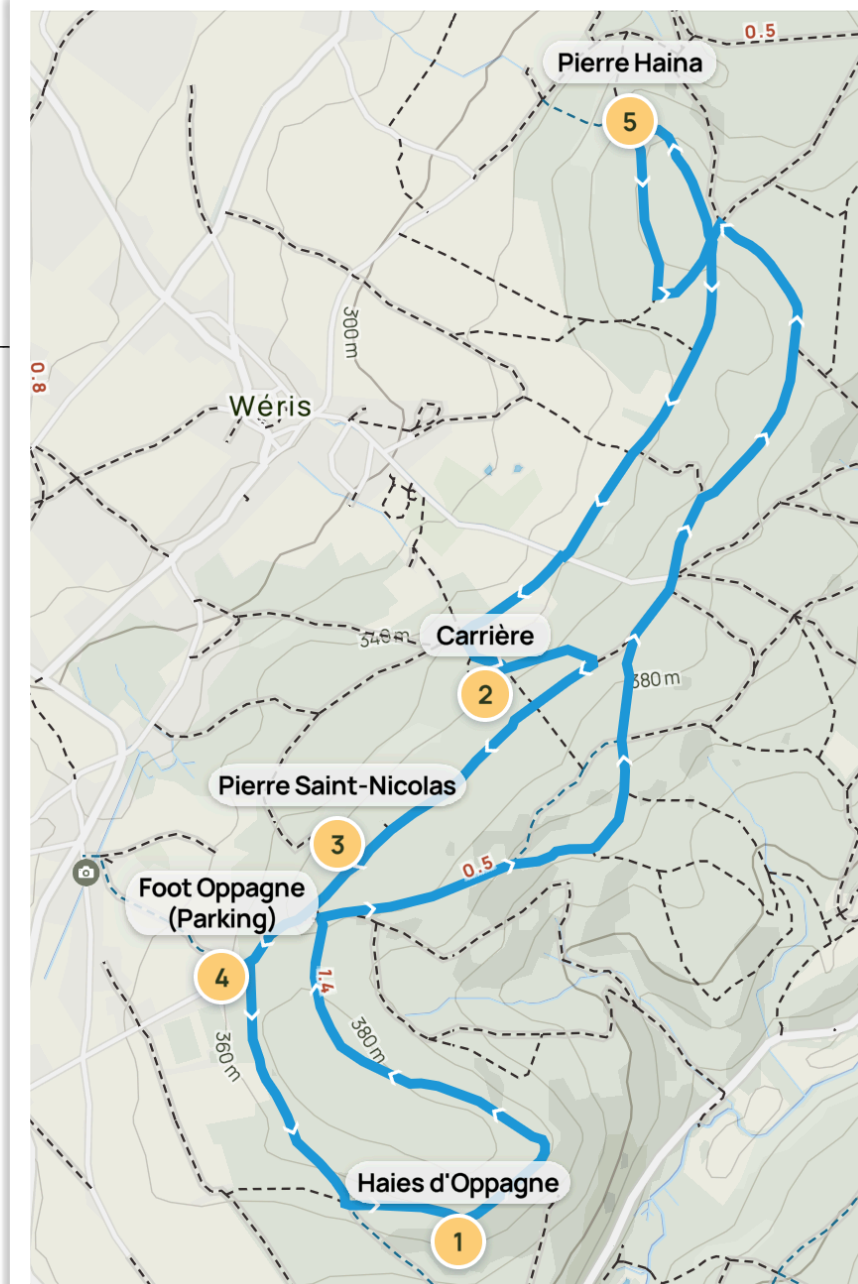 0.5
Pierre Haina
5
300 m
0.8
Wéris
340 m
Carrière
2
380 m
Pierre Saint-Nicolas
3
0.5
Foot Oppagne
(Parking)
4
1.4
380 m
360 m
Haies d'Oppagne
1